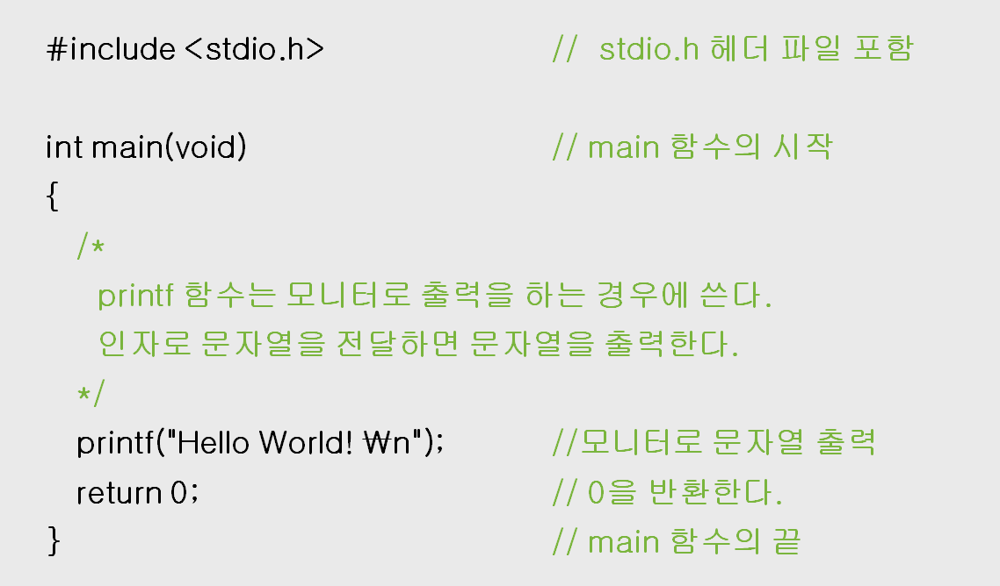 #include <stdio.h> // stdio.h 헤더 파일 포함
int main(void) // main 함수의 시작
{
/*
printf 함수는 모니터로 출력을 하는 경우에 쓴다.
인자로 문자열을 전달하면 문자열을 출력한다.
*/
printf("Hello World! ₩n"); //모니터로 문자열 출력
return 0; // 0을 반환한다.
} // main 함수의 끝